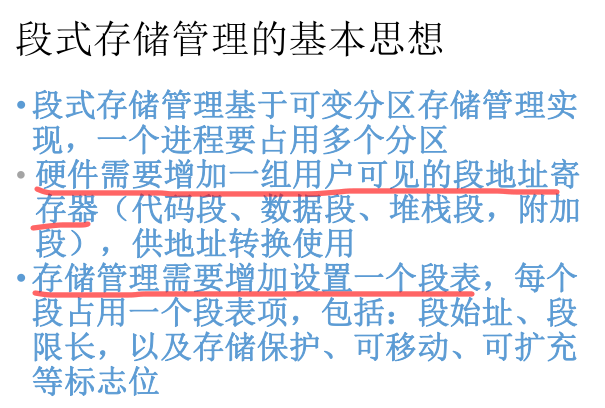 段式存储管理的基本思想
•段式存储管理基于可变分区存储管理实
现，一个进程要占用多个分区
•硬件需要增加一组用户可见的段地址寄
存器（代码段、数据段、堆栈段，附加
段），供地址转换使用
•存储管理需要增加设置一个段表，每个
段占用一个段表项，包括：段始址、段
限长，以及存储保护、可移动、可扩充
等标志位